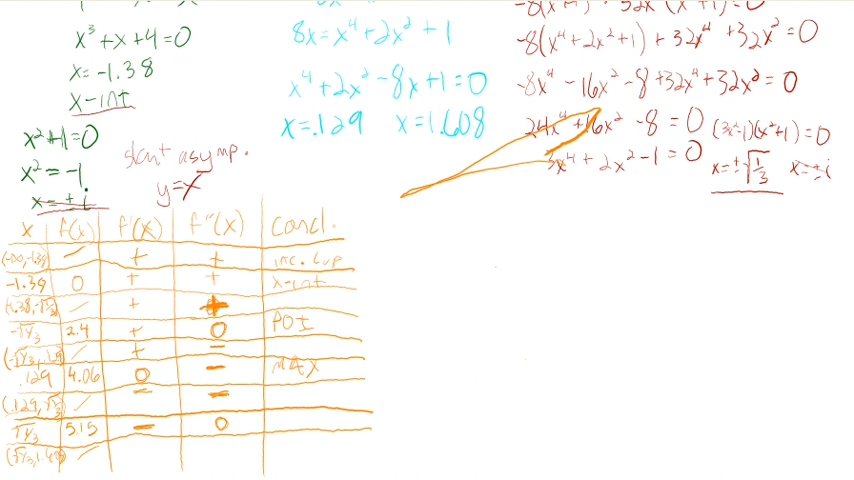 x³ + x + 4 = 0
x = -1.38
x-int
x² + 1 = 0
x² = -1
x = ± i
slant asymp.
y = x
8x = x⁴ + 2x² + 1
x⁴ + 2x² - 8x + 1 = 0
x = .129 x = 1.608
-8(x⁴ + 2x² + 1) + 32x⁴ + 32x² = 0
-8x⁴ - 16x² - 8 + 32x⁴ + 32x² = 0
24x⁴ + 16x² - 8 = 0
3x⁴ + 2x² - 1 = 0
(3x² - 1)(x² + 1) = 0
x = ± √1/3 x = ± i
x f(x) f'(x) f''(x) Concl.
(-∞, -1.38) / + + inc. Cup
-1.39 0 + + x-int
(-1.38, -√1/3) / + +
-√1/3 2.4 + 0 POI
(-√1/3, .129) / + -
.129 4.06 0 - MAX
(.129, √1/3) / - -
√1/3 5.15 - 0